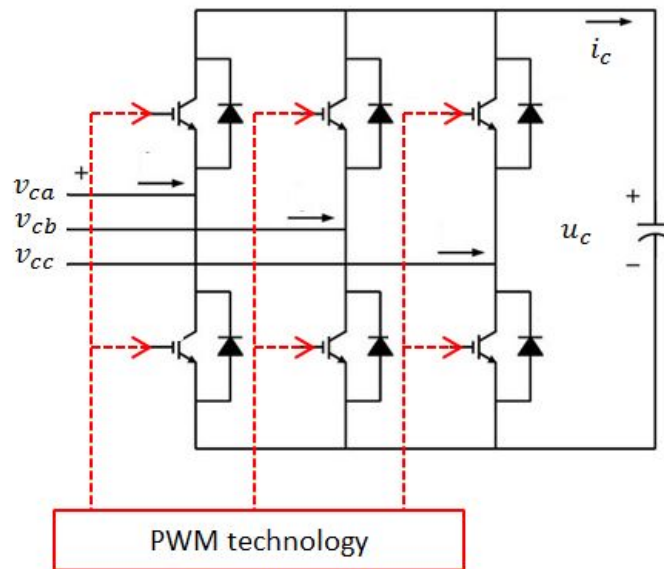 i_c
+
v_ca
v_cb
v_cc
+
u_c
−
PWM technology